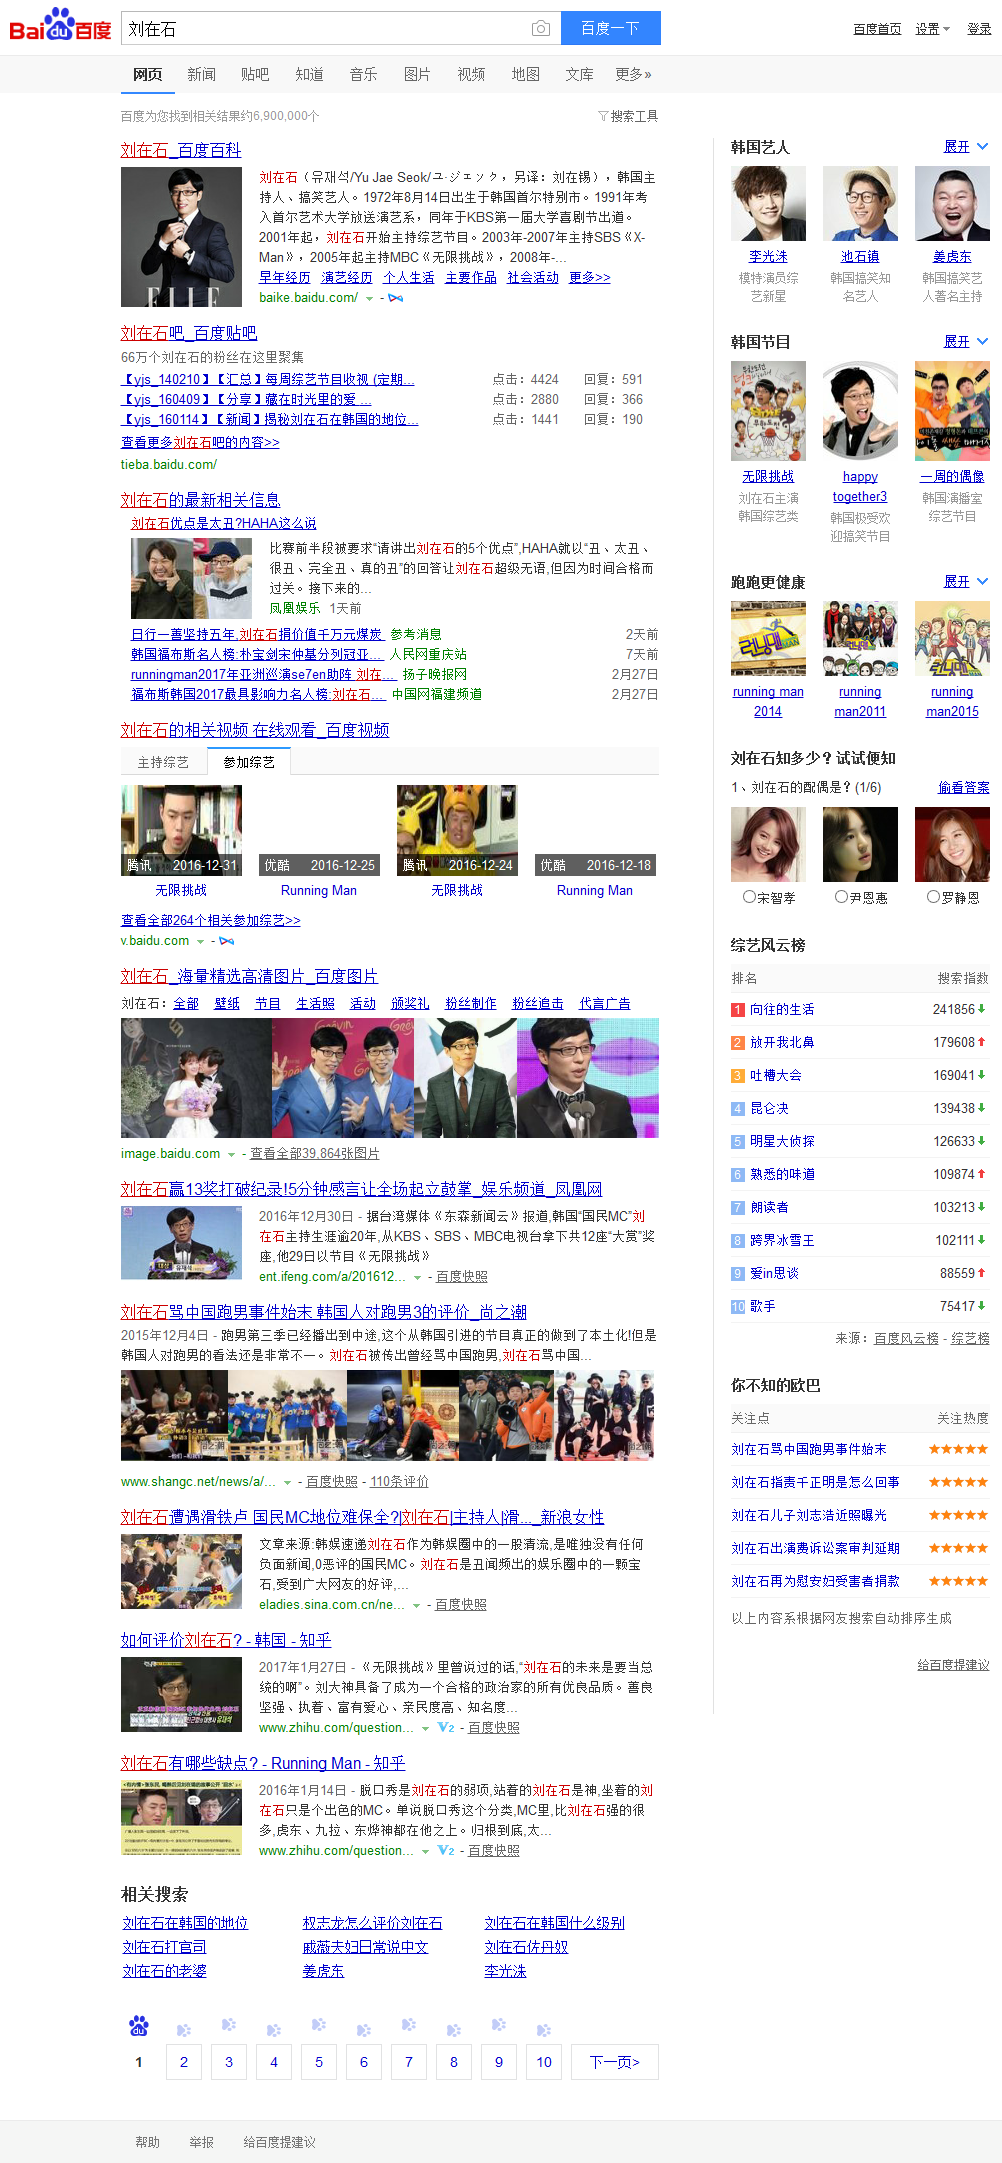 Bai du 百度
刘在石
百度一下
百度首页 设置 登录
网页 新闻 贴吧 知道 音乐 图片 视频 地图 文库 更多»
百度为您找到相关结果约6,900,000个
搜索工具
刘在石_百度百科
刘在石（유재석/Yu Jae Seok/ユ·ジェソク，另译：刘在锡），韩国主
持人、搞笑艺人。1972年8月14日出生于韩国首尔特别市。1991年考
入首尔艺术大学放送演艺系，同年于KBS第一届大学喜剧节出道。
2001年起，刘在石开始主持综艺节目。2003年-2007年主持SBS《X-
Man》，2005年起主持MBC《无限挑战》，2008年-...
早年经历 演艺经历 个人生活 主要作品 社会活动 更多>>
baike.baidu.com/ -
ELLE
刘在石吧_百度贴吧
66万个刘在石的粉丝在这里聚集
【yjs_140210】【汇总】每周综艺节目收视 (定期... 点击：4424 回复：591
【yjs_160409】【分享】藏在时光里的爱 ... 点击：2880 回复：366
【yjs_160114】【新闻】揭秘刘在石在韩国的地位... 点击：1441 回复：190
查看更多刘在石吧的内容>>
tieba.baidu.com/
刘在石的最新相关信息
刘在石优点是太丑?HAHA这么说
比赛前半段被要求“请讲出刘在石的5个优点”,HAHA就以“丑、太丑、
很丑、完全丑、真的丑”的回答让刘在石超级无语,但因为时间合格而
过关。接下来的...
凤凰娱乐 1天前
日行一善坚持五年,刘在石捐价值千万元煤炭 参考消息 2天前
韩国福布斯名人榜:朴宝剑宋仲基分列冠亚... 人民网重庆站 7天前
runningman2017年亚洲巡演se7en助阵 刘在... 扬子晚报网 2月27日
福布斯韩国2017最具影响力名人榜:刘在石... 中国网福建频道 2月27日
刘在石的相关视频 在线观看_百度视频
主持综艺 参加综艺
腾讯 2016-12-31 优酷 2016-12-25 腾讯 2016-12-24 优酷 2016-12-18
无限挑战 Running Man 无限挑战 Running Man
查看全部264个相关参加综艺>>
v.baidu.com -
刘在石_海量精选高清图片_百度图片
刘在石：全部 壁纸 节目 生活照 活动 颁奖礼 粉丝制作 粉丝追击 代言广告
image.baidu.com - 查看全部39,864张图片
刘在石赢13奖打破纪录!5分钟感言让全场起立鼓掌_娱乐频道_凤凰网
2016年12月30日 - 据台湾媒体《东森新闻云》报道,韩国“国民MC”刘
在石主持生涯逾20年,从KBS、SBS、MBC电视台拿下共12座“大赏”奖
座,他29日以节目《无限挑战》
ent.ifeng.com/a/201612... - 百度快照
刘在石骂中国跑男事件始末 韩国人对跑男3的评价_尚之潮
2015年12月4日 - 跑男第三季已经播出到中途,这个从韩国引进的节目真正的做到了本土化!但是
韩国人对跑男的看法还是非常不一。刘在石被传出曾经骂中国跑男,刘在石骂中国...
www.shangc.net/news/a/... - 百度快照 - 110条评价
刘在石遭遇滑铁卢 国民MC地位难保全?|刘在石|主持人|滑..._新浪女性
文章来源:韩娱速递刘在石作为韩娱圈中的一股清流,是唯独没有任何
负面新闻,0恶评的国民MC。刘在石是丑闻频出的娱乐圈中的一颗宝
石,受到广大网友的好评,...
eladies.sina.com.cn/ne... - 百度快照
如何评价刘在石? - 韩国 - 知乎
2017年1月27日 - 《无限挑战》里曾说过的话,“刘在石的未来是要当总
统的啊”。刘大神具备了成为一个合格的政治家的所有优良品质。善良
坚强、执着、富有爱心、亲民度高、知名度...
www.zhihu.com/question... V2 - 百度快照
刘在石有哪些缺点? - Running Man - 知乎
2016年1月14日 - 脱口秀是刘在石的弱项,站着的刘在石是神,坐着的刘
在石只是个出色的MC。单说脱口秀这个分类,MC里,比刘在石强的很
多,虎东、九拉、东烨神都在他之上。归根到底,太...
www.zhihu.com/question... V2 - 百度快照
相关搜索
刘在石在韩国的地位 权志龙怎么评价刘在石 刘在石在韩国什么级别
刘在石打官司 戚薇夫妇日常说中文 刘在石佐丹奴
刘在石的老婆 姜虎东 李光洙
1 2 3 4 5 6 7 8 9 10 下一页>
帮助 举报 给百度提建议
韩国艺人 展开
李光洙 池石镇 姜虎东
模特演员综 韩国搞笑知 韩国搞笑艺
艺新星 名艺人 人著名主持
韩国节目 展开
无限挑战 happy 一周的偶像
together3
刘在石主演 韩国极受欢 韩国演播室
韩国综艺类 迎搞笑节目 综艺节目
跑跑更健康 展开
running man running running
2014 man2011 man2015
刘在石知多少？试试便知
1、刘在石的配偶是？(1/6) 偷看答案
宋智孝 尹恩惠 罗静恩
综艺风云榜
排名 搜索指数
1 向往的生活 241856
2 放开我北鼻 179608
3 吐槽大会 169041
4 昆仑决 139438
5 明星大侦探 126633
6 熟悉的味道 109874
7 朗读者 103213
8 跨界冰雪王 102111
9 爱in思谈 88559
10 歌手 75417
来源：百度风云榜 - 综艺榜
你不知的欧巴
关注点 关注热度
刘在石骂中国跑男事件始末
刘在石指责千正明是怎么回事
刘在石儿子刘志浩近照曝光
刘在石出演费诉讼案审判延期
刘在石再为慰安妇受害者捐款
以上内容系根据网友搜索自动排序生成
给百度提建议